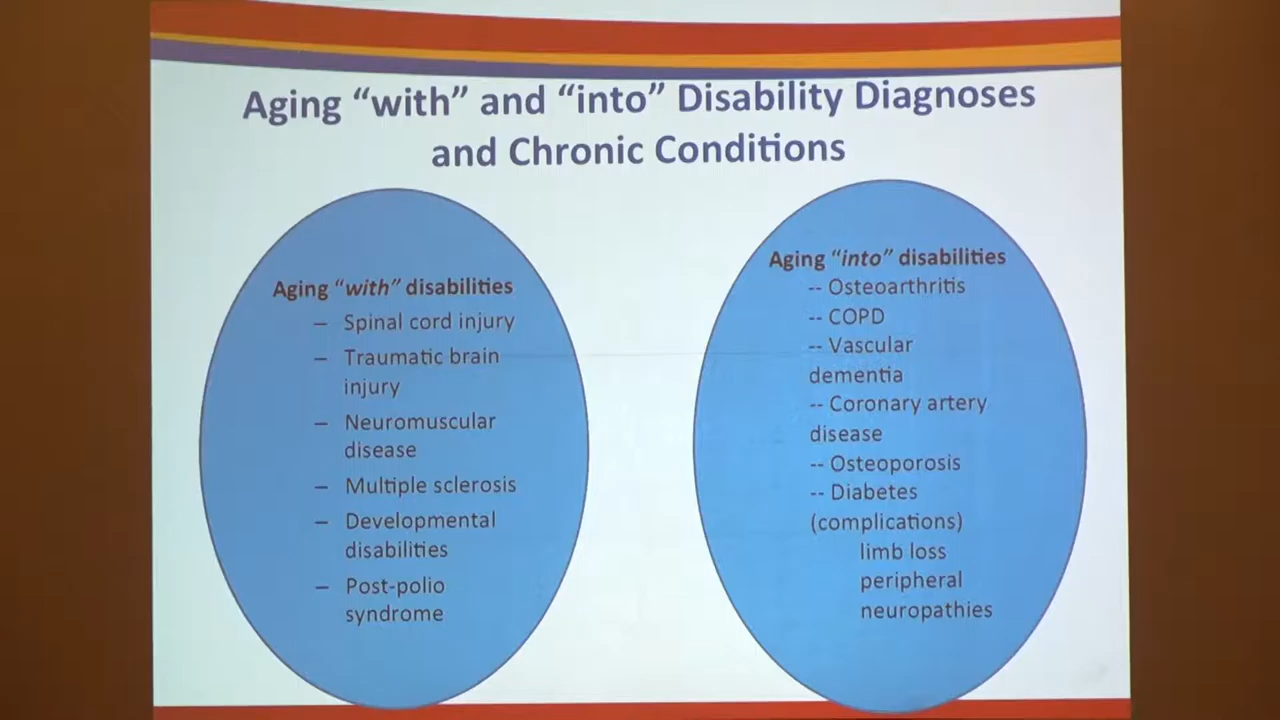 Aging “with” and “into” Disability Diagnoses
and Chronic Conditions
Aging “with” disabilities
– Spinal cord injury
– Traumatic brain
injury
– Neuromuscular
disease
– Multiple sclerosis
– Developmental
disabilities
– Post-polio
syndrome
Aging “into” disabilities
-- Osteoarthritis
-- COPD
-- Vascular
dementia
-- Coronary artery
disease
-- Osteoporosis
-- Diabetes
(complications)
limb loss
peripheral
neuropathies